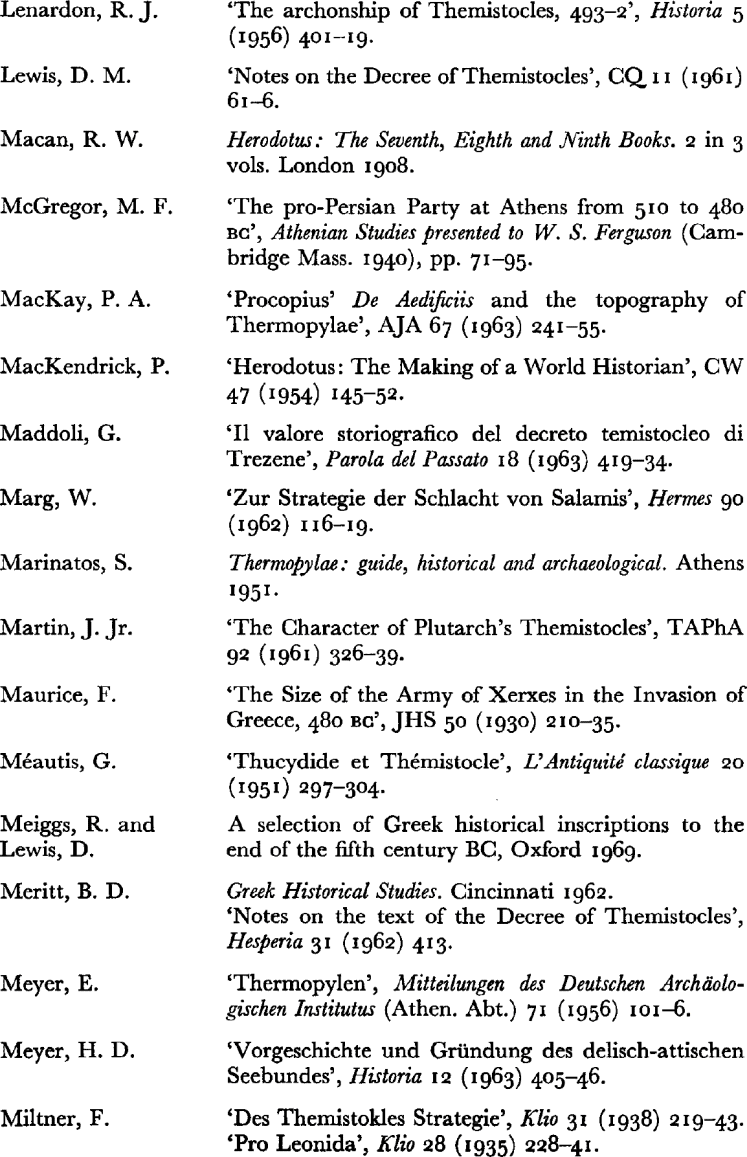 Lenardon, R. J. ‘The archonship of Themistocles, 493–2’, Historia 5
(1956) 401–19.
Lewis, D. M. ‘Notes on the Decree of Themistocles’, CQ 11 (1961)
61–6.
Macan, R. W. Herodotus: The Seventh, Eighth and Ninth Books. 2 in 3
vols. London 1908.
McGregor, M. F. ‘The pro-Persian Party at Athens from 510 to 480
BC’, Athenian Studies presented to W. S. Ferguson (Cam-
bridge Mass. 1940), pp. 71–95.
MacKay, P. A. ‘Procopius’ De Aedificiis and the topography of
Thermopylae’, AJA 67 (1963) 241–55.
MacKendrick, P. ‘Herodotus: The Making of a World Historian’, CW
47 (1954) 145–52.
Maddoli, G. ‘Il valore storiografico del decreto temistocleo di
Trezene’, Parola del Passato 18 (1963) 419–34.
Marg, W. ‘Zur Strategie der Schlacht von Salamis’, Hermes 90
(1962) 116–19.
Marinatos, S. Thermopylae: guide, historical and archaeological. Athens
1951.
Martin, J. Jr. ‘The Character of Plutarch’s Themistocles’, TAPhA
92 (1961) 326–39.
Maurice, F. ‘The Size of the Army of Xerxes in the Invasion of
Greece, 480 BC’, JHS 50 (1930) 210–35.
Méautis, G. ‘Thucydide et Thémistocle’, L’Antiquité classique 20
(1951) 297–304.
Meiggs, R. and A selection of Greek historical inscriptions to the
Lewis, D. end of the fifth century BC, Oxford 1969.
Meritt, B. D. Greek Historical Studies. Cincinnati 1962.
‘Notes on the text of the Decree of Themistocles’,
Hesperia 31 (1962) 413.
Meyer, E. ‘Thermopylen’, Mitteilungen des Deutschen Archäolo-
gischen Institutus (Athen. Abt.) 71 (1956) 101–6.
Meyer, H. D. ‘Vorgeschichte und Gründung des delisch-attischen
Seebundes’, Historia 12 (1963) 405–46.
Miltner, F. ‘Des Themistokles Strategie’, Klio 31 (1938) 219–43.
‘Pro Leonida’, Klio 28 (1935) 228–41.